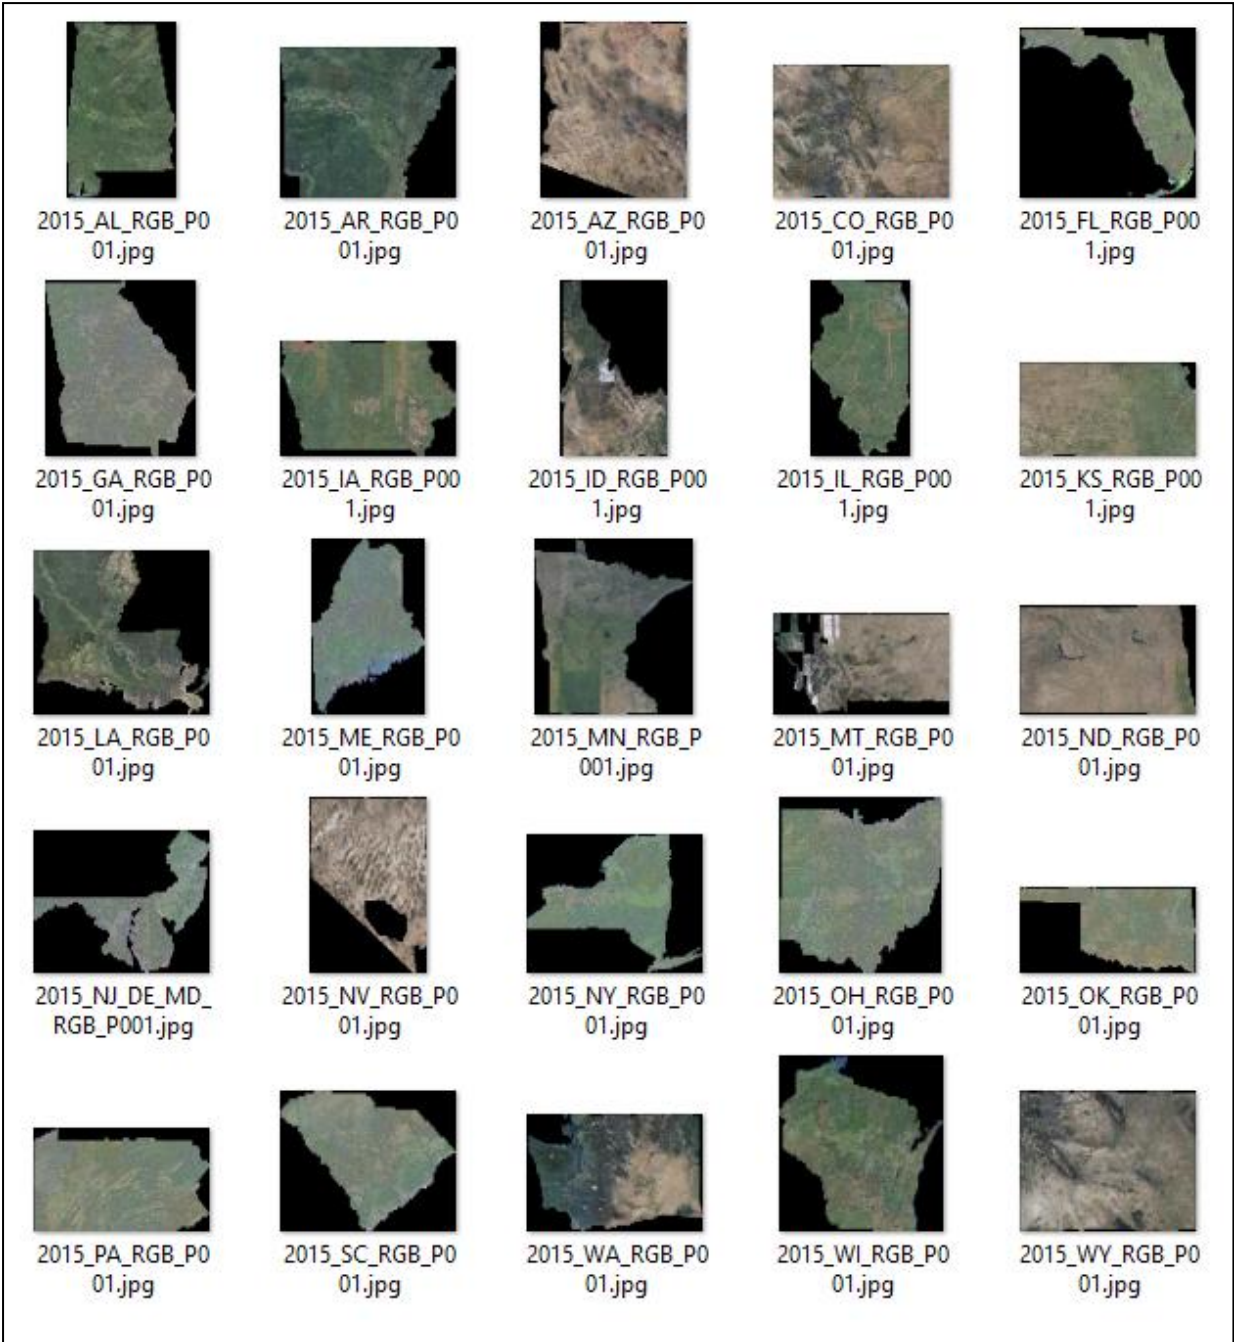 2015_AL_RGB_P0 2015_AR_RGB_P0 2015_AZ_RGB_P0 2015_CO_RGB_P0 2015_FL_RGB_P00
01.jpg 01.jpg 01.jpg 01.jpg 1.jpg
2015_GA_RGB_P0 2015_IA_RGB_P00 2015_ID_RGB_P00 2015_IL_RGB_P00 2015_KS_RGB_P00
01.jpg 1.jpg 1.jpg 1.jpg 1.jpg
2015_LA_RGB_P0 2015_ME_RGB_P0 2015_MN_RGB_P 2015_MT_RGB_P0 2015_ND_RGB_P0
01.jpg 01.jpg 001.jpg 01.jpg 01.jpg
2015_NJ_DE_MD_ 2015_NV_RGB_P0 2015_NY_RGB_P0 2015_OH_RGB_P0 2015_OK_RGB_P0
RGB_P001.jpg 01.jpg 01.jpg 01.jpg 01.jpg
2015_PA_RGB_P0 2015_SC_RGB_P0 2015_WA_RGB_P0 2015_WI_RGB_P0 2015_WY_RGB_P0
01.jpg 01.jpg 01.jpg 01.jpg 01.jpg